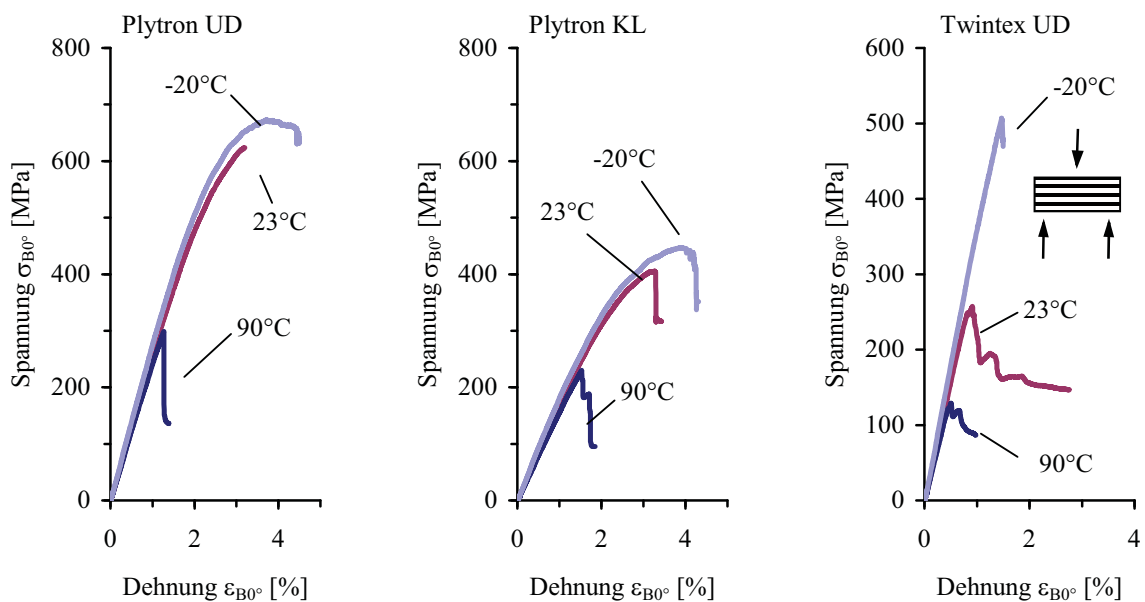 Plytron UD
800
600
400
200
0
0
2
4
-20°C
23°C
90°C
Spannung σB0° [MPa]
Dehnung εB0° [%]
Plytron KL
800
600
400
200
0
0
2
4
-20°C
23°C
90°C
Spannung σB0° [MPa]
Dehnung εB0° [%]
Twintex UD
600
500
400
300
200
100
0
0
2
4
-20°C
23°C
90°C
Spannung σB0° [MPa]
Dehnung εB0° [%]